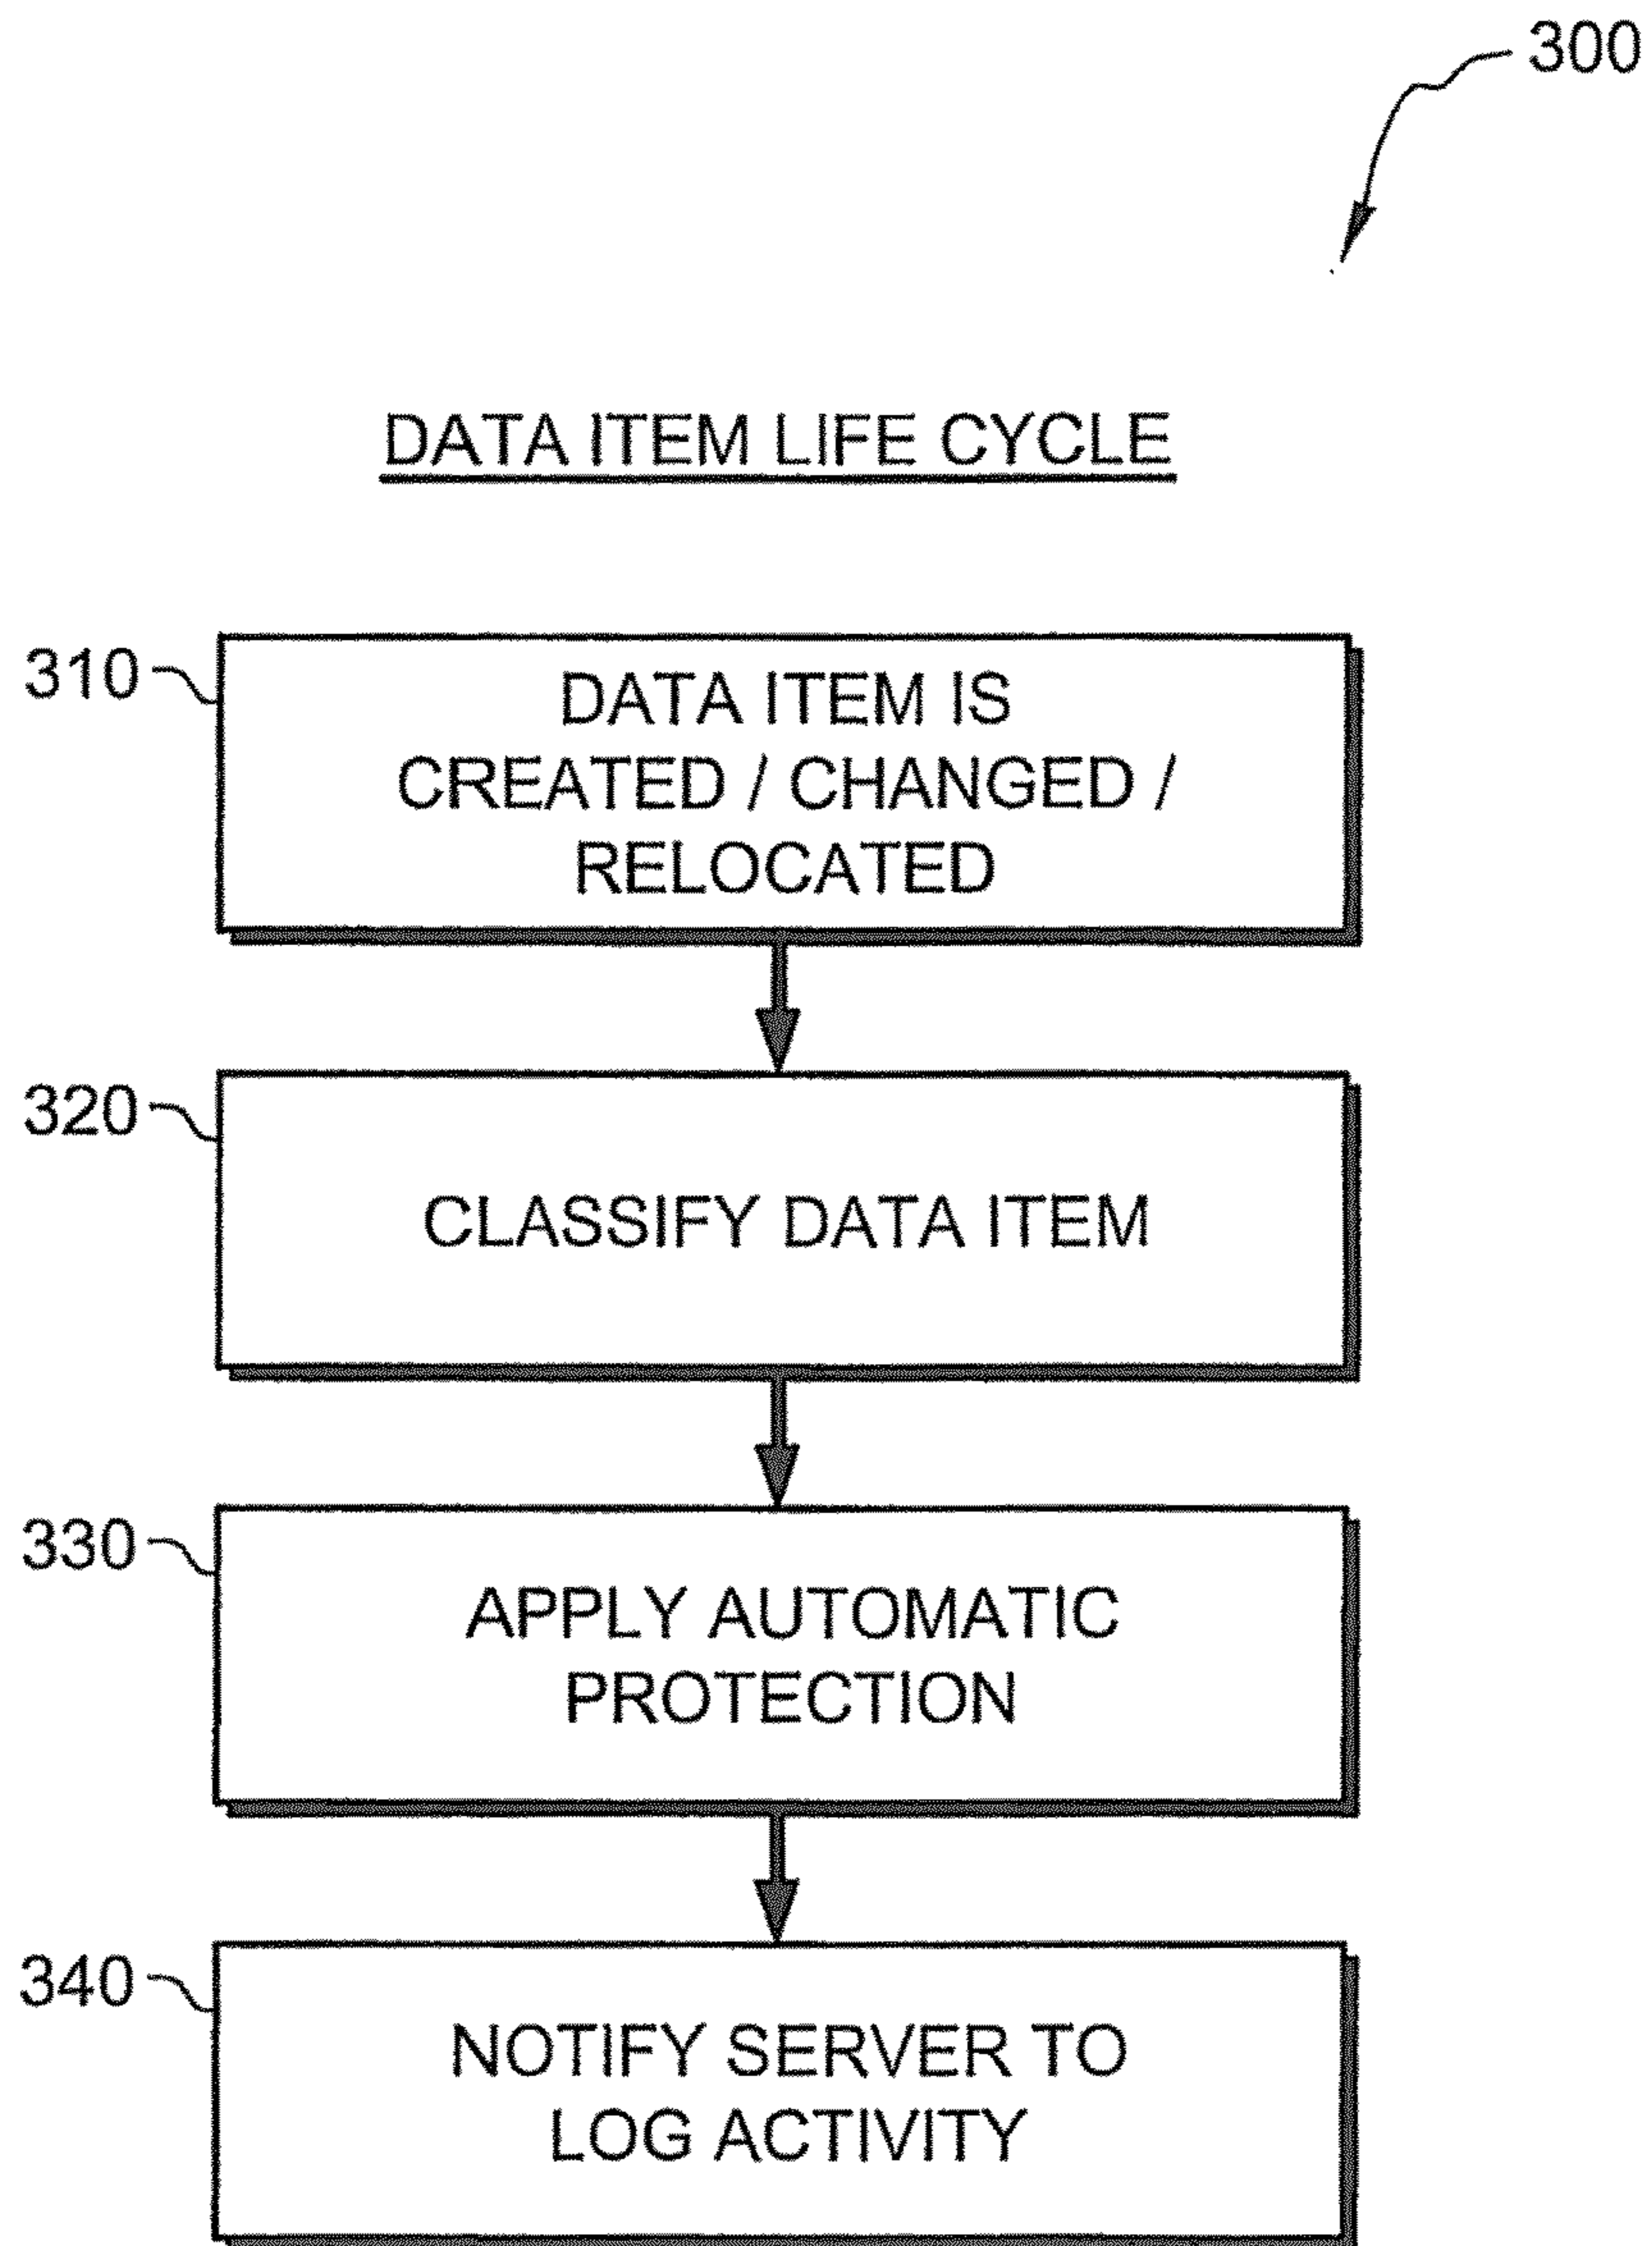 300
DATA ITEM LIFE CYCLE
310
DATA ITEM IS
CREATED / CHANGED /
RELOCATED
320
CLASSIFY DATA ITEM
330
APPLY AUTOMATIC
PROTECTION
340
NOTIFY SERVER TO
LOG ACTIVITY